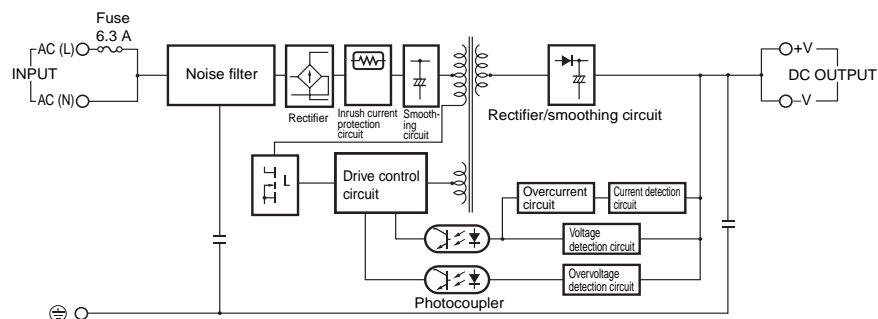 Fuse
6.3 A
AC (L)
INPUT
AC (N)
Noise filter
Rectifier
Inrush current
protection
circuit
Smooth-
ing
circuit
Rectifier/smoothing circuit
+V
DC OUTPUT
–V
L
Drive control
circuit
Overcurrent
circuit
Current detection
circuit
Voltage
detection circuit
Overvoltage
detection circuit
Photocoupler